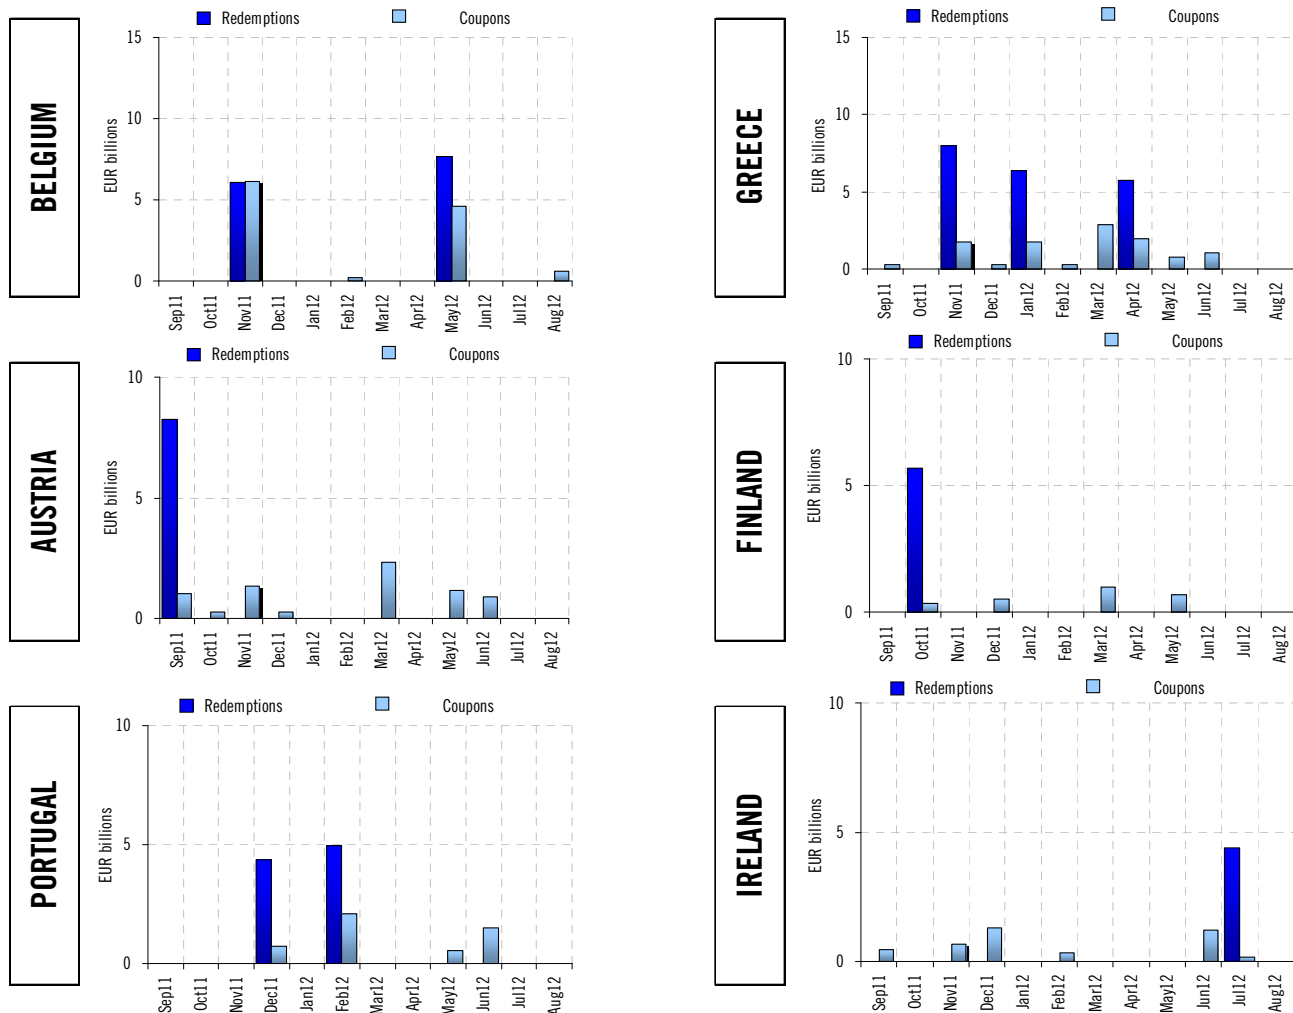 BELGIUM
Redemptions Coupons
EUR billions
15
10
5
0
Sep11 Oct11 Nov11 Dec11 Jan12 Feb12 Mar12 Apr12 May12 Jun12 Jul12 Aug12
GREECE
Redemptions Coupons
EUR billions
15
10
5
0
Sep11 Oct11 Nov11 Dec11 Jan12 Feb12 Mar12 Apr12 May12 Jun12 Jul12 Aug12
AUSTRIA
Redemptions Coupons
EUR billions
10
5
0
Sep11 Oct11 Nov11 Dec11 Jan12 Feb12 Mar12 Apr12 May12 Jun12 Jul12 Aug12
FINLAND
Redemptions Coupons
EUR billions
10
5
0
Sep11 Oct11 Nov11 Dec11 Jan12 Feb12 Mar12 Apr12 May12 Jun12 Jul12 Aug12
PORTUGAL
Redemptions Coupons
EUR billions
10
5
0
Sep11 Oct11 Nov11 Dec11 Jan12 Feb12 Mar12 Apr12 May12 Jun12 Jul12 Aug12
IRELAND
Redemptions Coupons
EUR billions
10
5
0
Sep11 Oct11 Nov11 Dec11 Jan12 Feb12 Mar12 Apr12 May12 Jun12 Jul12 Aug12